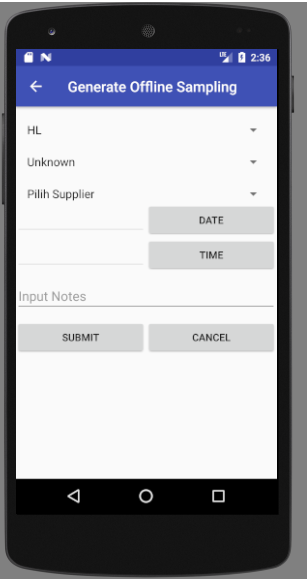 2:36
Generate Offline Sampling
HL
Unknown
Pilih Supplier
DATE
TIME
Input Notes
SUBMIT
CANCEL